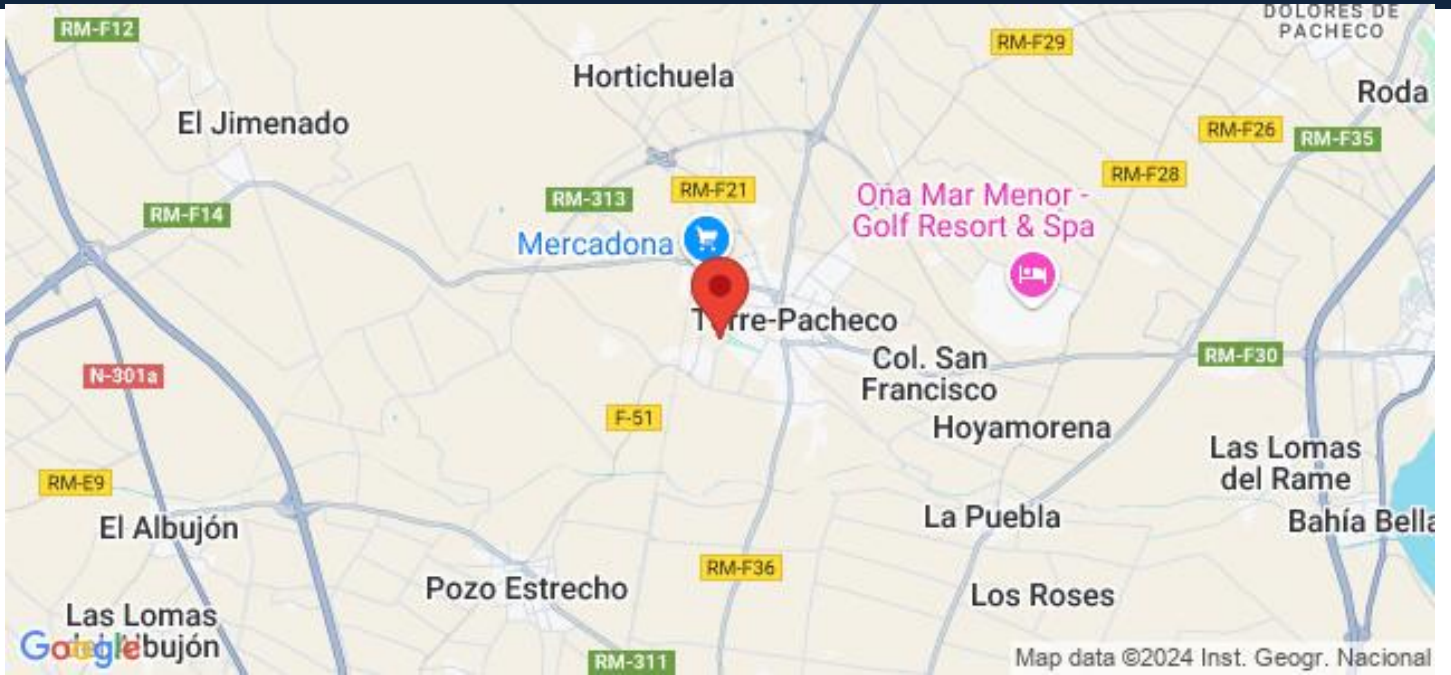 DOLORES DE
PACHECO
RM-F12
RM-F29
Hortichuela
Roda
El Jimenado
RM-F26
RM-F35
RM-F28
RM-F21
RM-313
Oña Mar Menor -
Golf Resort & Spa
RM-F14
Mercadona
Torre-Pacheco
Col. San
Francisco
RM-F30
N-301a
F-51
Hoyamorena
Las Lomas
del Rame
RM-E9
La Puebla
Bahía Bella
El Albujón
RM-F36
Pozo Estrecho
Los Roses
Las Lomas
del Albujón
Google
RM-311
Map data ©2024 Inst. Geogr. Nacional